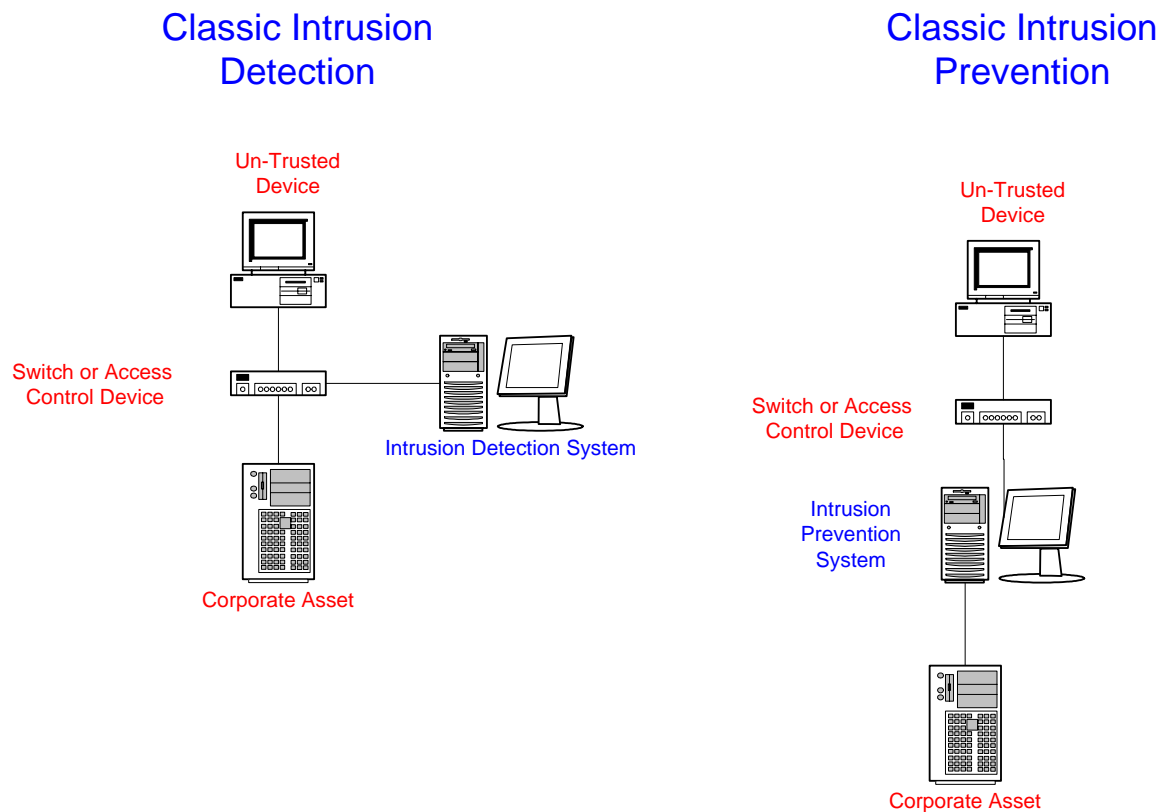 Classic Intrusion
Detection
Un-Trusted
Device
Switch or Access
Control Device
Intrusion Detection System
Corporate Asset
Classic Intrusion
Prevention
Un-Trusted
Device
Switch or Access
Control Device
Intrusion
Prevention
System
Corporate Asset